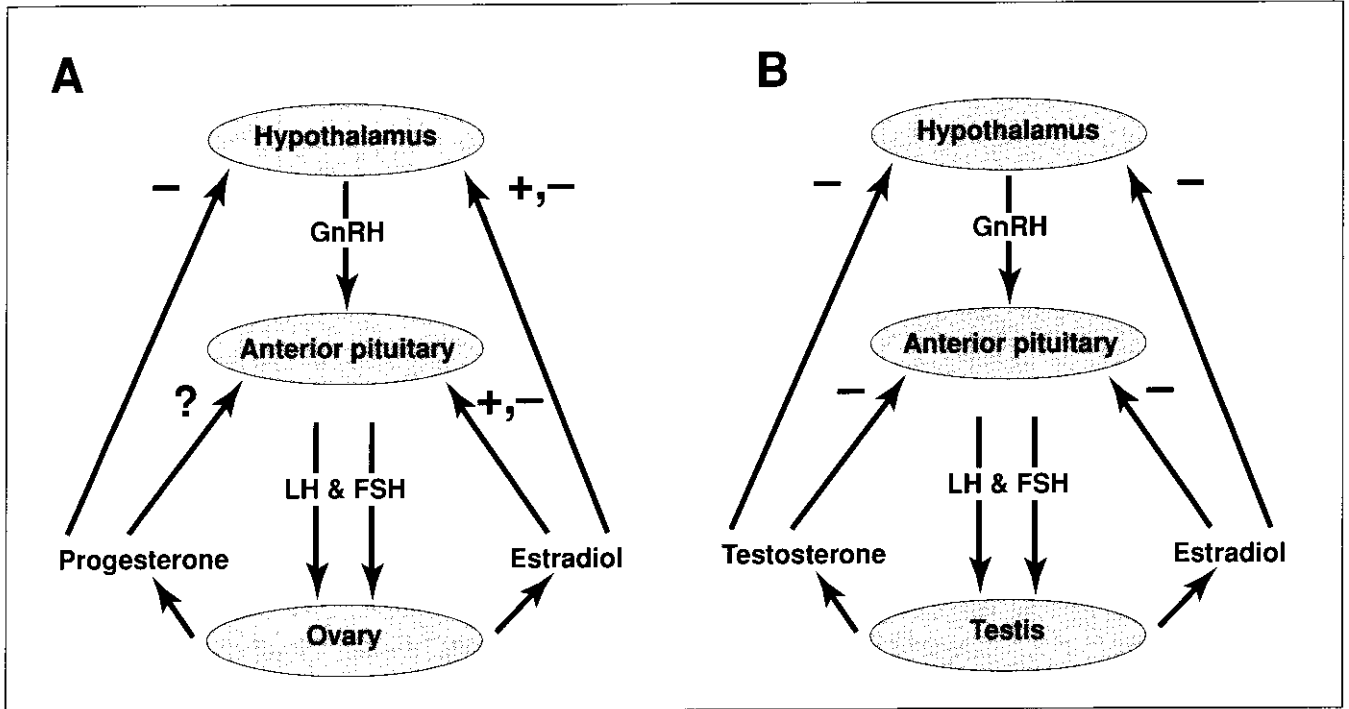 A
Hypothalamus
–
+,–
GnRH
Anterior pituitary
?
+,–
LH & FSH
Progesterone
Estradiol
Ovary
B
Hypothalamus
–
–
GnRH
Anterior pituitary
–
–
LH & FSH
Testosterone
Estradiol
Testis